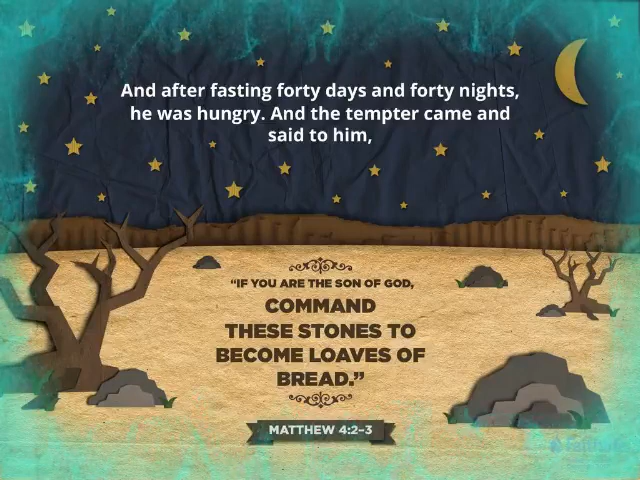 And after fasting forty days and forty nights,
he was hungry. And the tempter came and
said to him,
“IF YOU ARE THE SON OF GOD,
COMMAND
THESE STONES TO
BECOME LOAVES OF
BREAD.”
MATTHEW 4:2–3